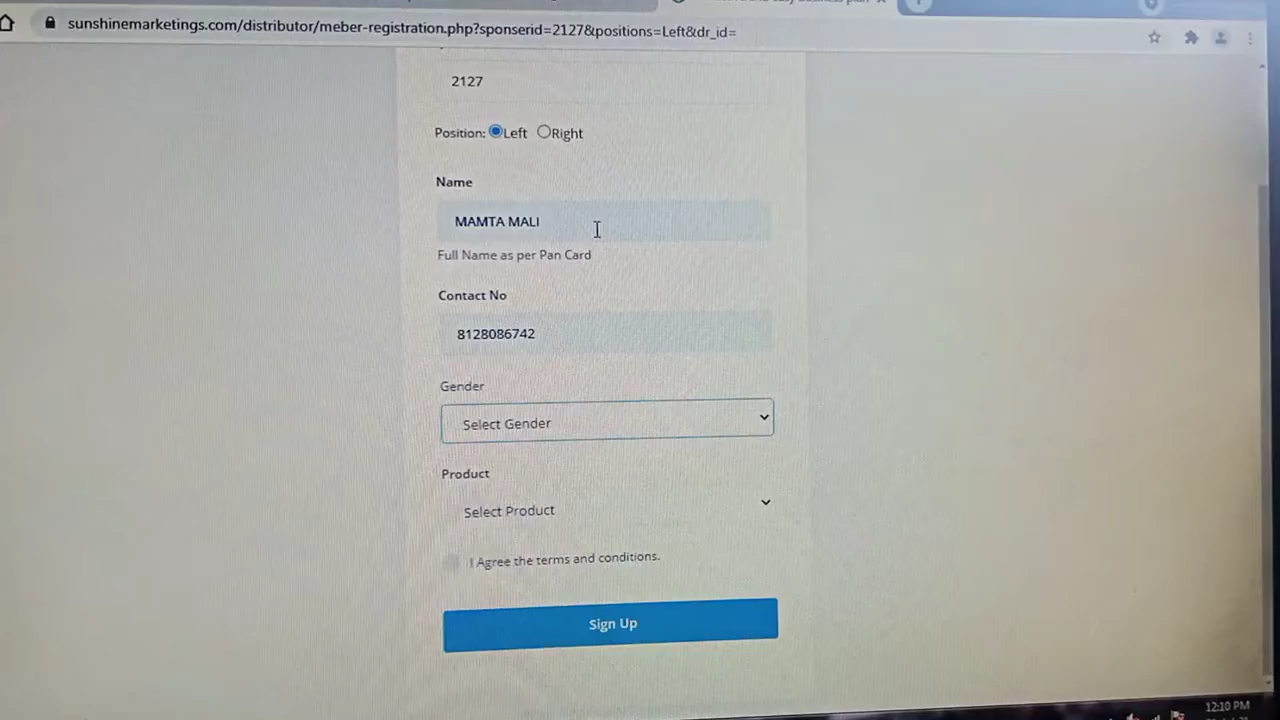 sunshinemarketings.com/distributor/meber-registration.php?sponserid=2127&positions=Left&dr_id=
2127
Position: Left Right
Name
MAMTA MALI
Full Name as per Pan Card
Contact No
8128086742
Gender
Select Gender
Product
Select Product
I Agree the terms and conditions.
Sign Up
12:10 PM